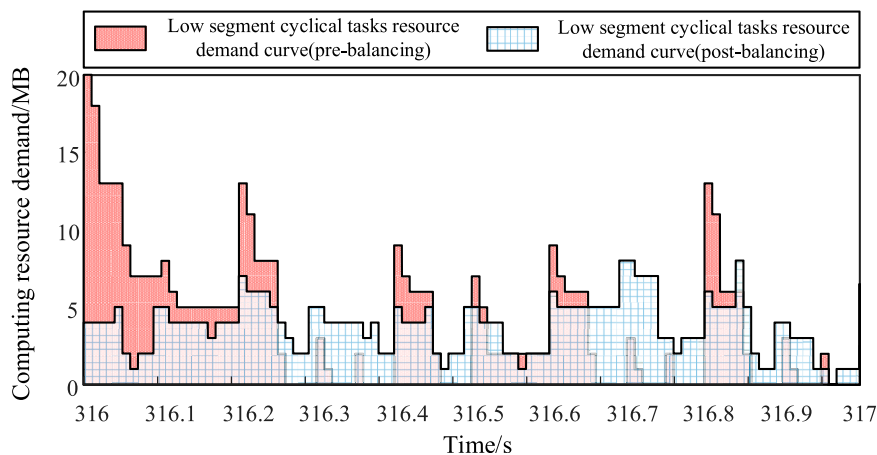 Low segment cyclical tasks resource
demand curve(pre-balancing)
Low segment cyclical tasks resource
demand curve(post-balancing)
Computing resource demand/MB
20
15
10
5
0
316 316.1 316.2 316.3 316.4 316.5 316.6 316.7 316.8 316.9 317
Time/s